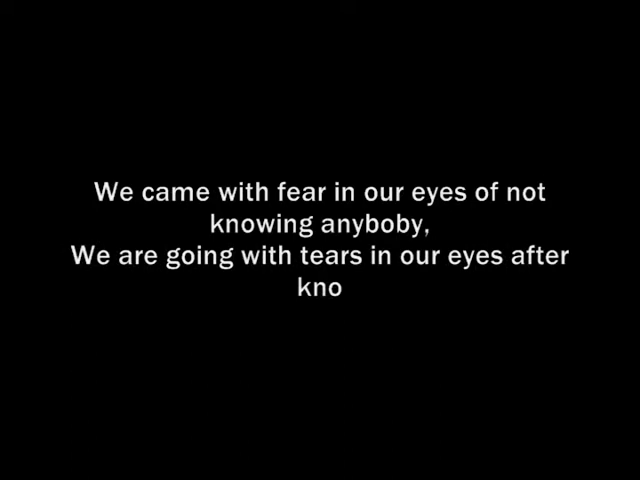 We came with fear in our eyes of not
knowing anyboby,
We are going with tears in our eyes after
kno